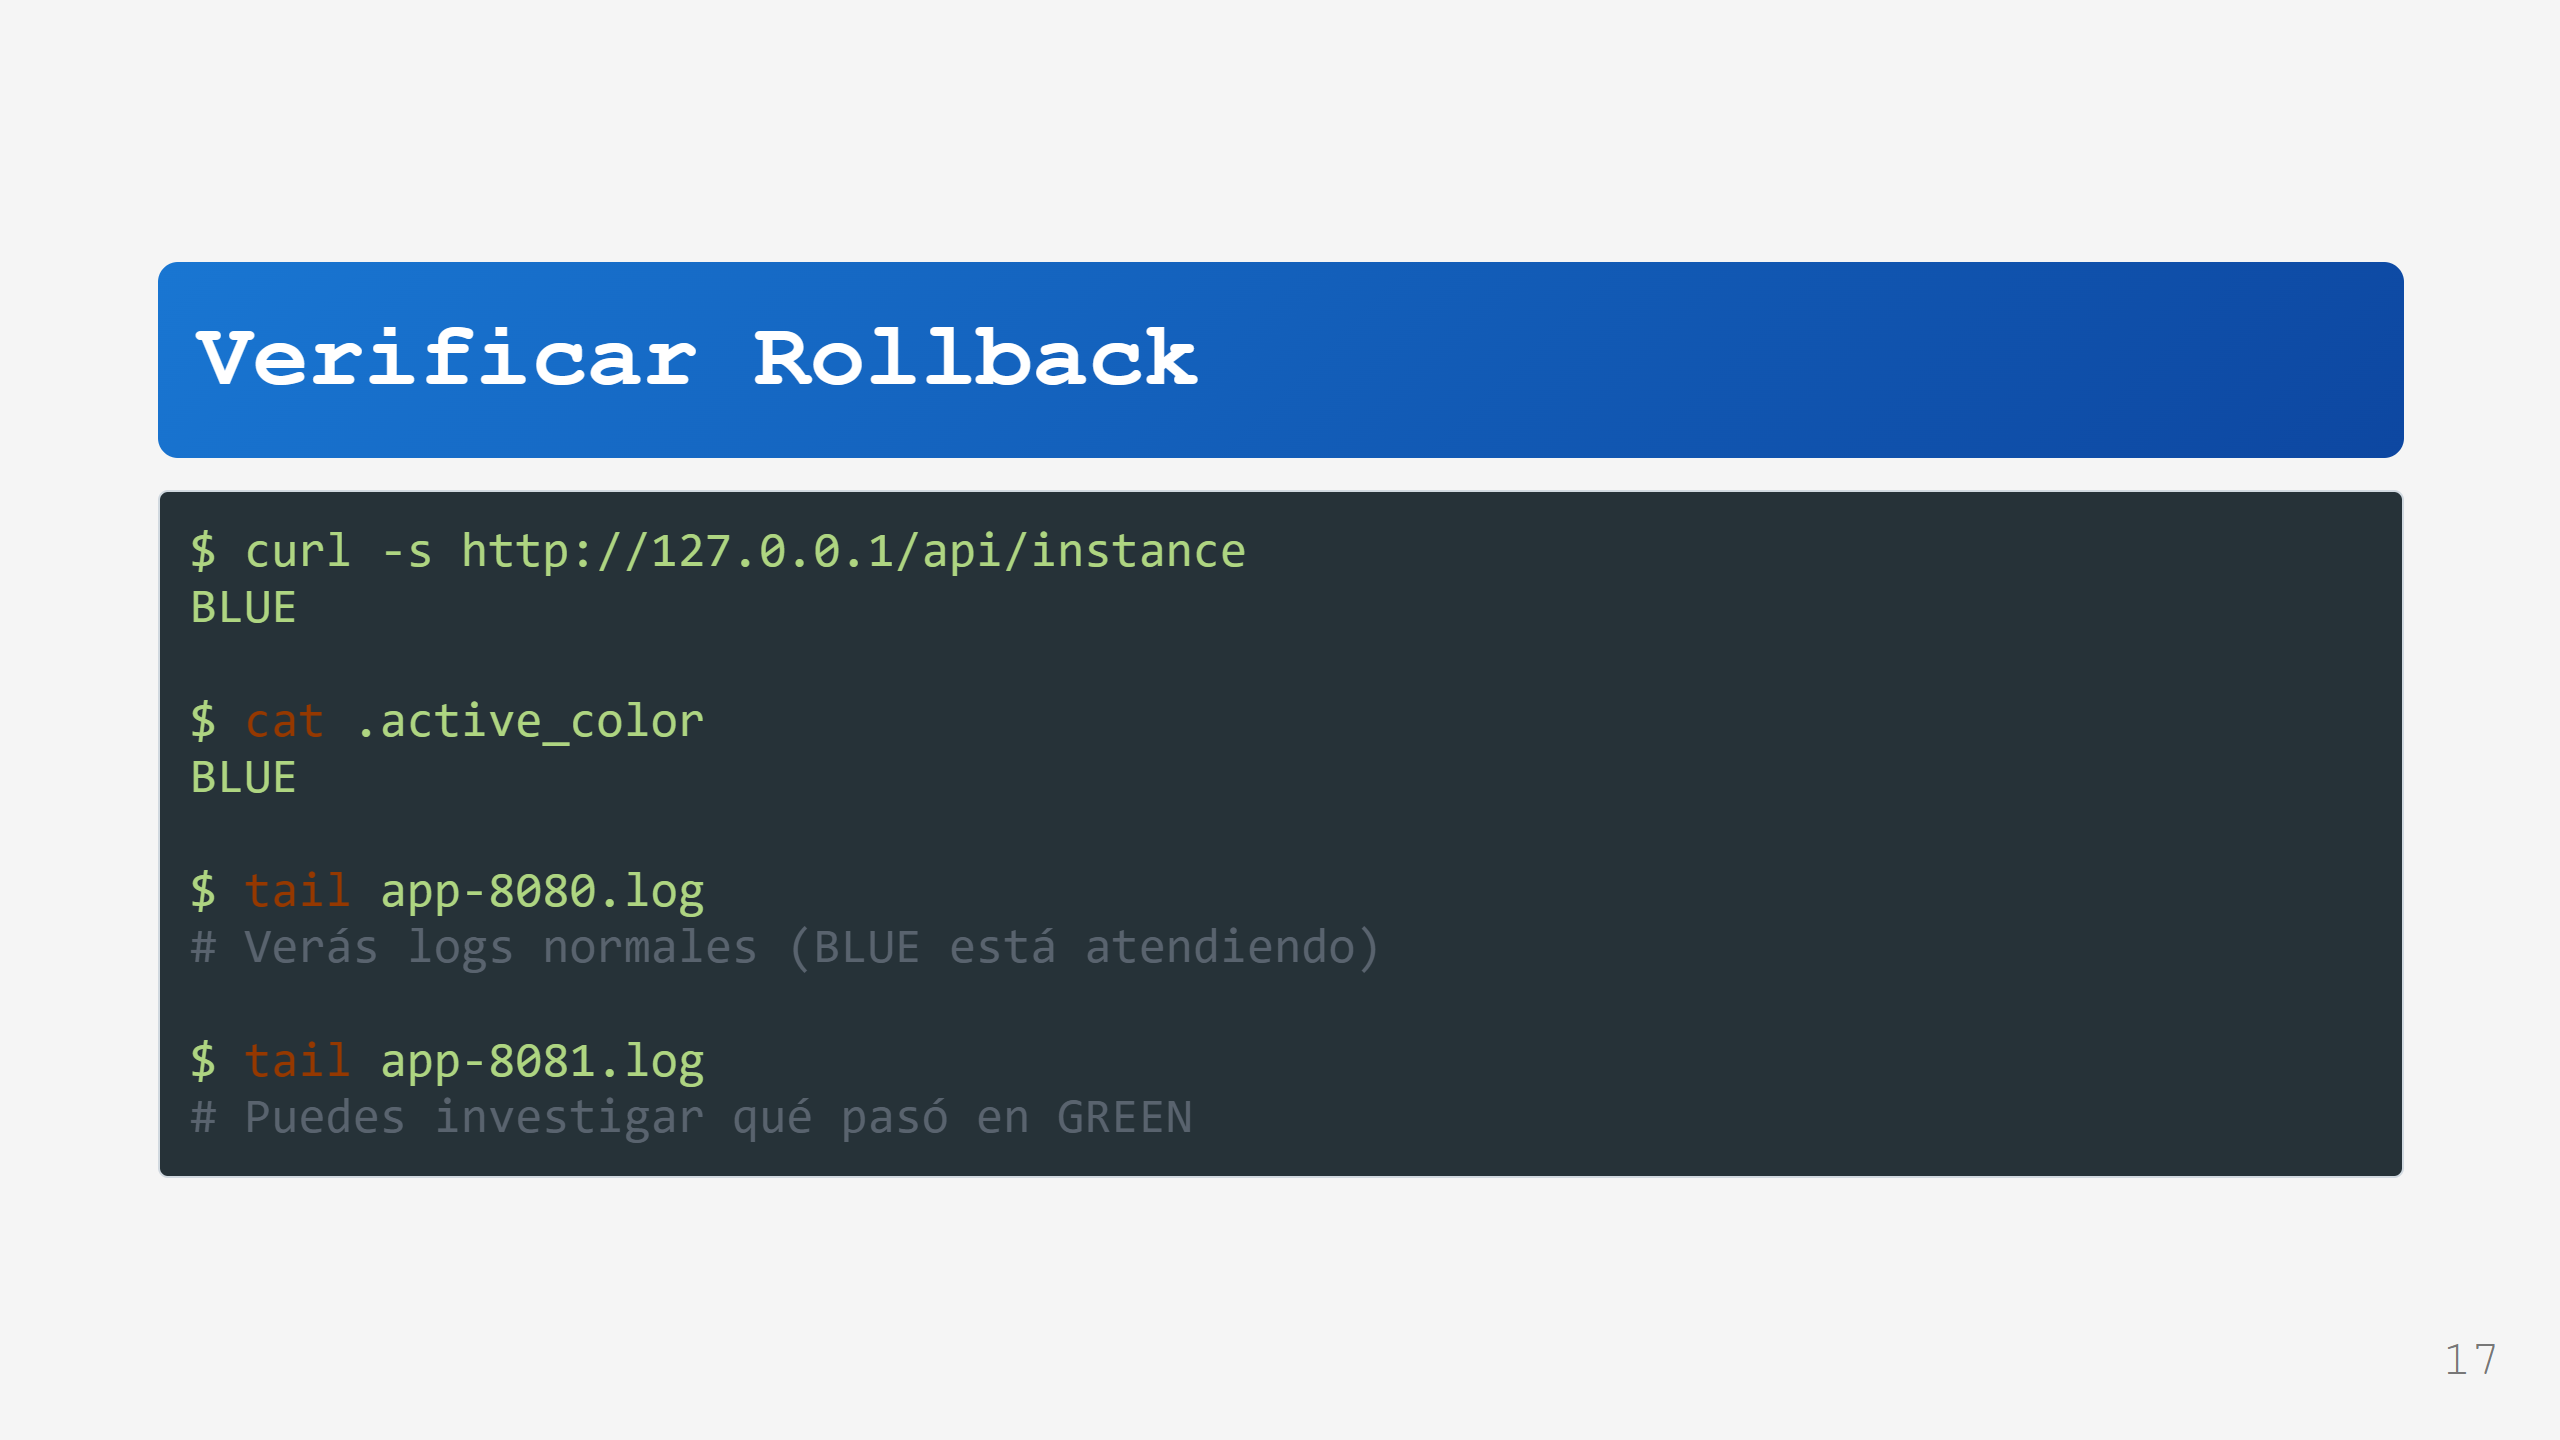 Verificar Rollback
$ curl -s http://127.0.0.1/api/instance
BLUE
$ cat .active_color
BLUE
$ tail app-8080.log
# Verás logs normales (BLUE está atendiendo)
$ tail app-8081.log
# Puedes investigar qué pasó en GREEN
17